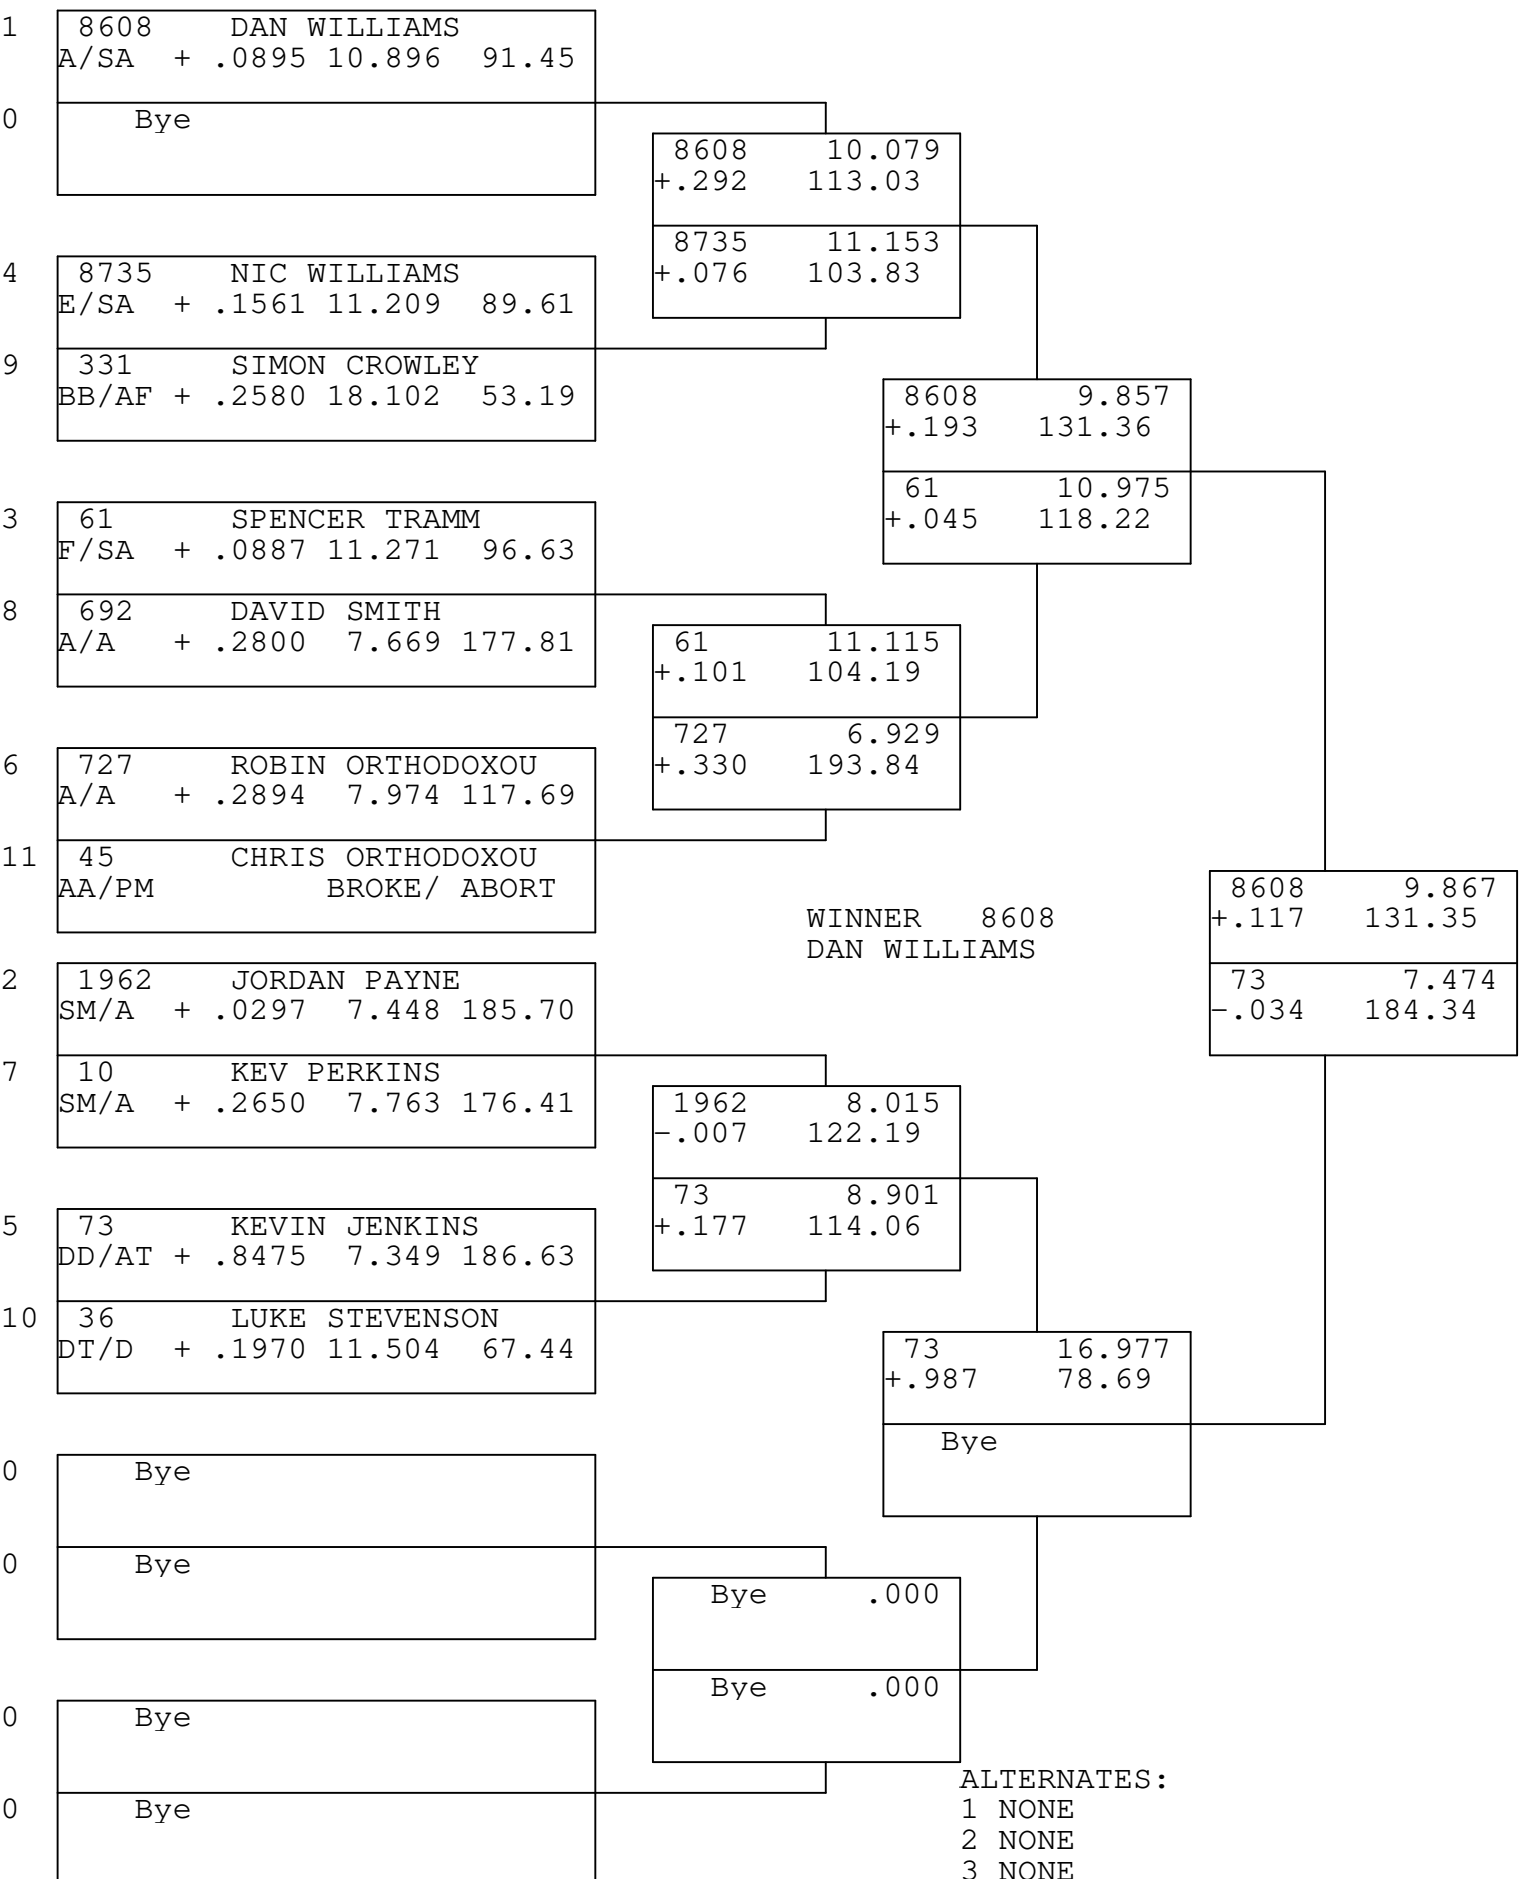 1 8608 DAN WILLIAMS
A/SA + .0895 10.896 91.45
0 Bye
8608 10.079
+.292 113.03
8735 11.153
+.076 103.83
4 8735 NIC WILLIAMS
E/SA + .1561 11.209 89.61
9 331 SIMON CROWLEY
BB/AF + .2580 18.102 53.19
8608 9.857
+.193 131.36
61 10.975
+.045 118.22
3 61 SPENCER TRAMM
F/SA + .0887 11.271 96.63
8 692 DAVID SMITH
A/A + .2800 7.669 177.81
61 11.115
+.101 104.19
727 6.929
+.330 193.84
6 727 ROBIN ORTHODOXOU
A/A + .2894 7.974 117.69
11 45 CHRIS ORTHODOXOU
AA/PM BROKE/ ABORT
WINNER 8608
DAN WILLIAMS
8608 9.867
+.117 131.35
73 7.474
-.034 184.34
2 1962 JORDAN PAYNE
SM/A + .0297 7.448 185.70
7 10 KEV PERKINS
SM/A + .2650 7.763 176.41
1962 8.015
-.007 122.19
73 8.901
+.177 114.06
5 73 KEVIN JENKINS
DD/AT + .8475 7.349 186.63
10 36 LUKE STEVENSON
DT/D + .1970 11.504 67.44
73 16.977
+.987 78.69
Bye
0 Bye
0 Bye
Bye .000
Bye .000
0 Bye
0 Bye
ALTERNATES:
1 NONE
2 NONE
3 NONE